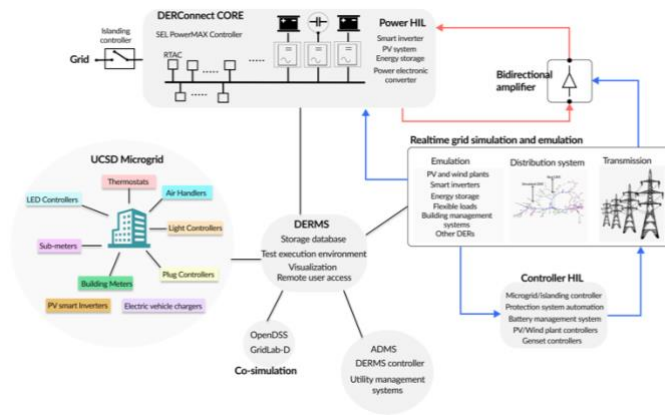 DERConnect CORE
Power HIL
Islanding
controller
SEL PowerMAX Controller
Grid
RTAC
Smart inverter
PV system
Energy storage
Power electronic
converter
Bidirectional
amplifier
Realtime grid simulation and emulation
Emulation
PV and wind plants
Smart inverters
Energy storage
Flexible loads
Building management
systems
Other DERs
Distribution system
Transmission
UCSD Microgrid
Thermostats
LED Controllers
Air Handlers
Light Controllers
Sub-meters
Plug Controllers
Building Meters
PV smart Inverters
Electric vehicle chargers
DERMS
Storage database
Test execution environment
Visualization
Remote user access
Controller HIL
Microgrid/Islanding controller
Protection system automation
Battery management system
PV/Wind plant controllers
Genset controllers
OpenDSS
GridLab-D
Co-simulation
ADMS
DERMS controller
Utility management
systems